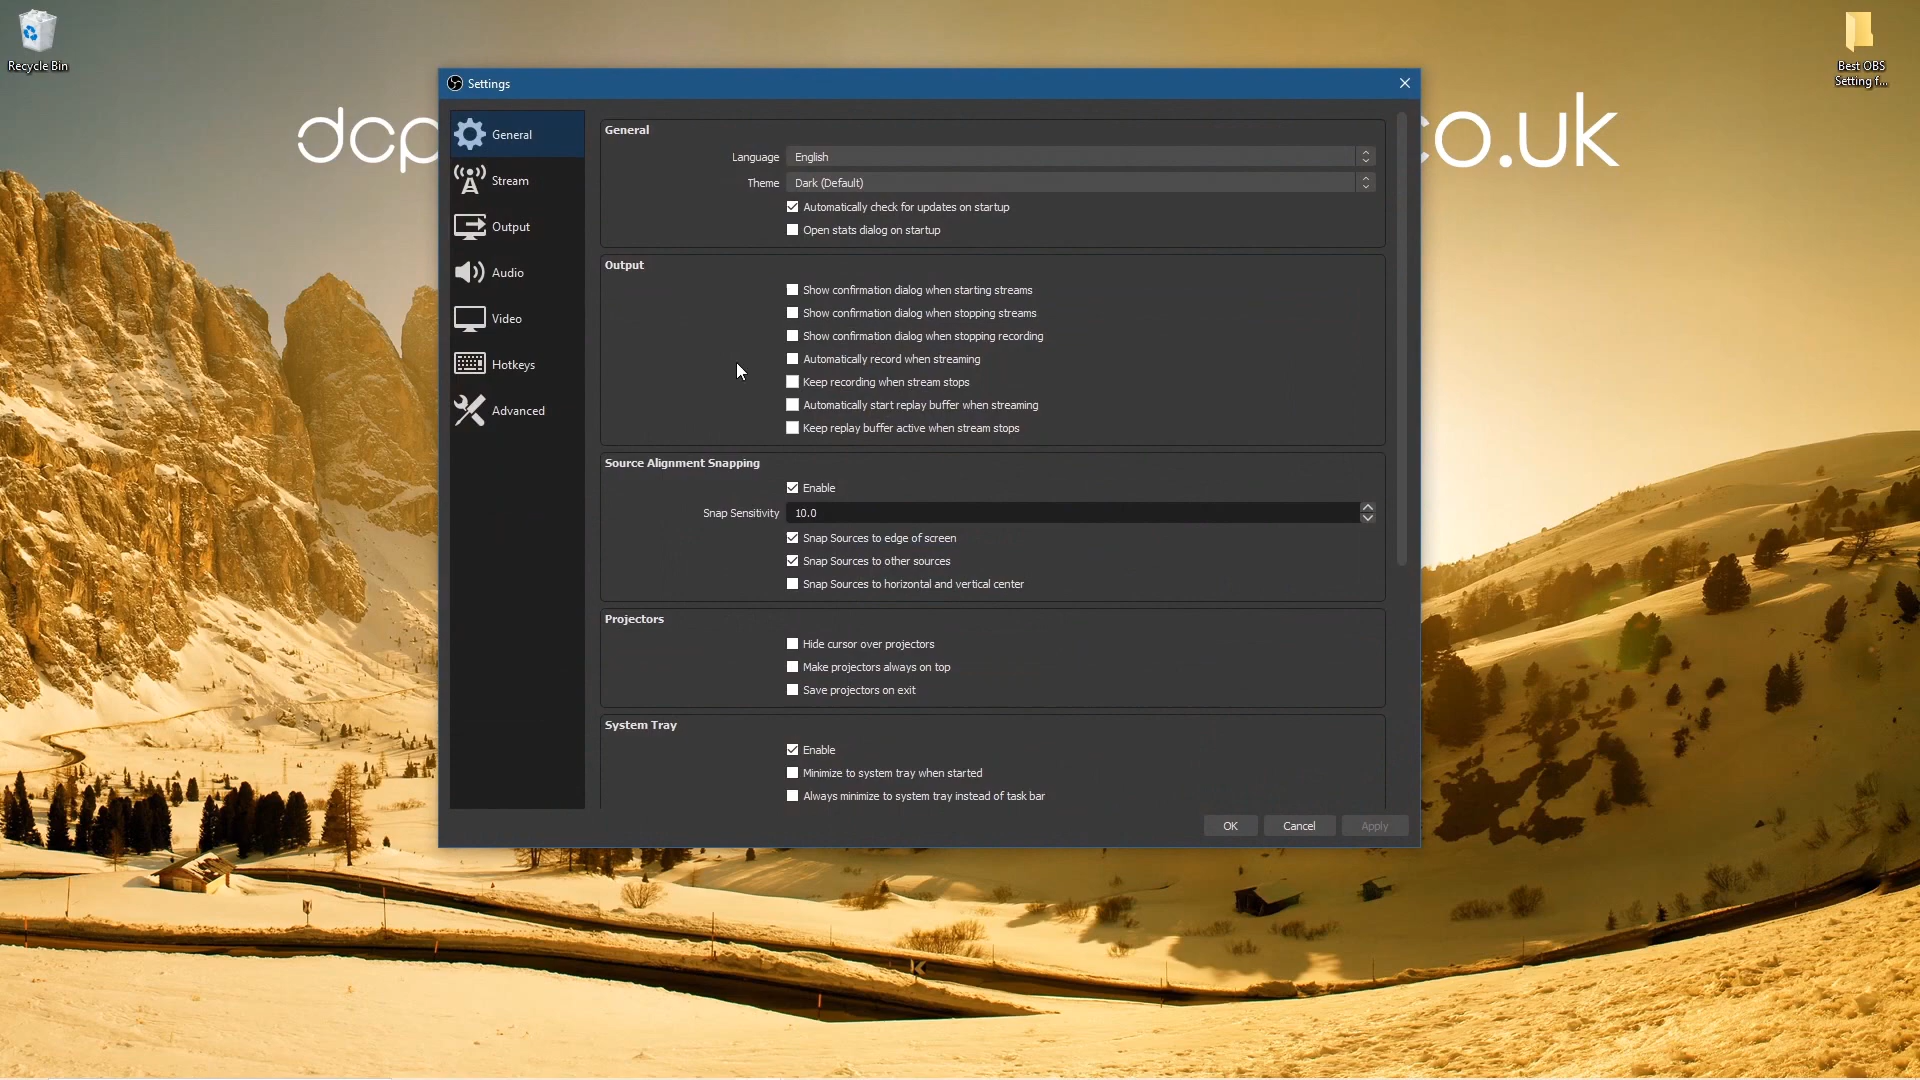 Recycle Bin
Best OBS
Setting f...
dcp
co.uk
Settings
General
Stream
Output
Audio
Video
Hotkeys
Advanced
General
Language English
Theme Dark (Default)
Automatically check for updates on startup
Open stats dialog on startup
Output
Show confirmation dialog when starting streams
Show confirmation dialog when stopping streams
Show confirmation dialog when stopping recording
Automatically record when streaming
Keep recording when stream stops
Automatically start replay buffer when streaming
Keep replay buffer active when stream stops
Source Alignment Snapping
Enable
Snap Sensitivity 10.0
Snap Sources to edge of screen
Snap Sources to other sources
Snap Sources to horizontal and vertical center
Projectors
Hide cursor over projectors
Make projectors always on top
Save projectors on exit
System Tray
Enable
Minimize to system tray when started
Always minimize to system tray instead of task bar
OK Cancel Apply